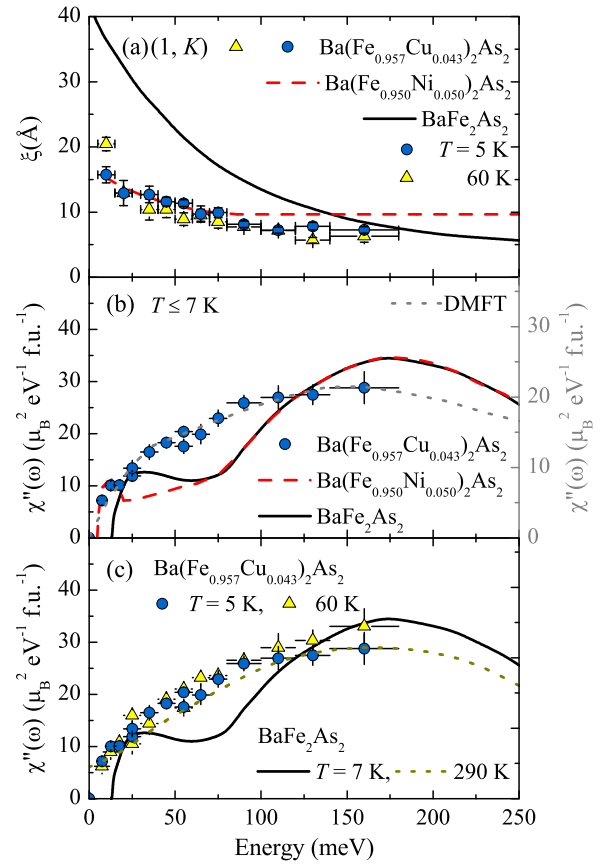 40
(a)(1, K) Ba(Fe0.957Cu0.043)2As2
Ba(Fe0.950Ni0.050)2As2
30
BaFe2As2
ξ(Å)
20
T = 5 K
60 K
10
0
(b) T ≤ 7 K DMFT
40 30
30 20
20
Ba(Fe0.957Cu0.043)2As2
10
Ba(Fe0.950Ni0.050)2As2
10
BaFe2As2
0 0
χ"(ω) (μB2 eV-1 f.u.-1)
χ"(ω) (μB2 eV-1 f.u.-1)
(c)
Ba(Fe0.957Cu0.043)2As2
40
T = 5 K, 60 K
30
20
BaFe2As2
10
T = 7 K, 290 K
0
χ"(ω) (μB2 eV-1 f.u.-1)
0 50 100 150 200 250
Energy (meV)